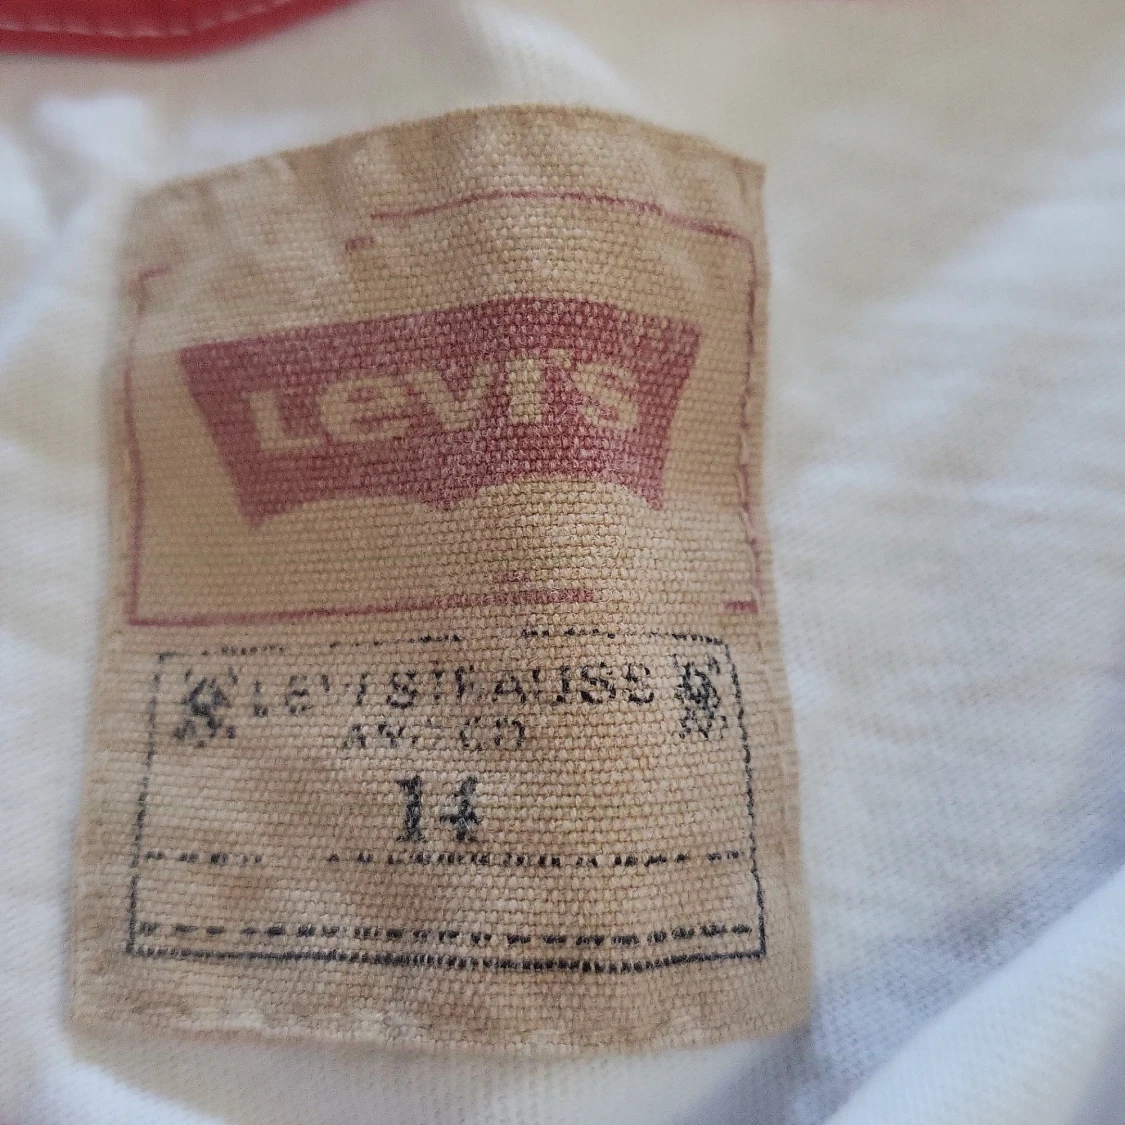 Levi's
LEVI STRAUSS
AND CO
14